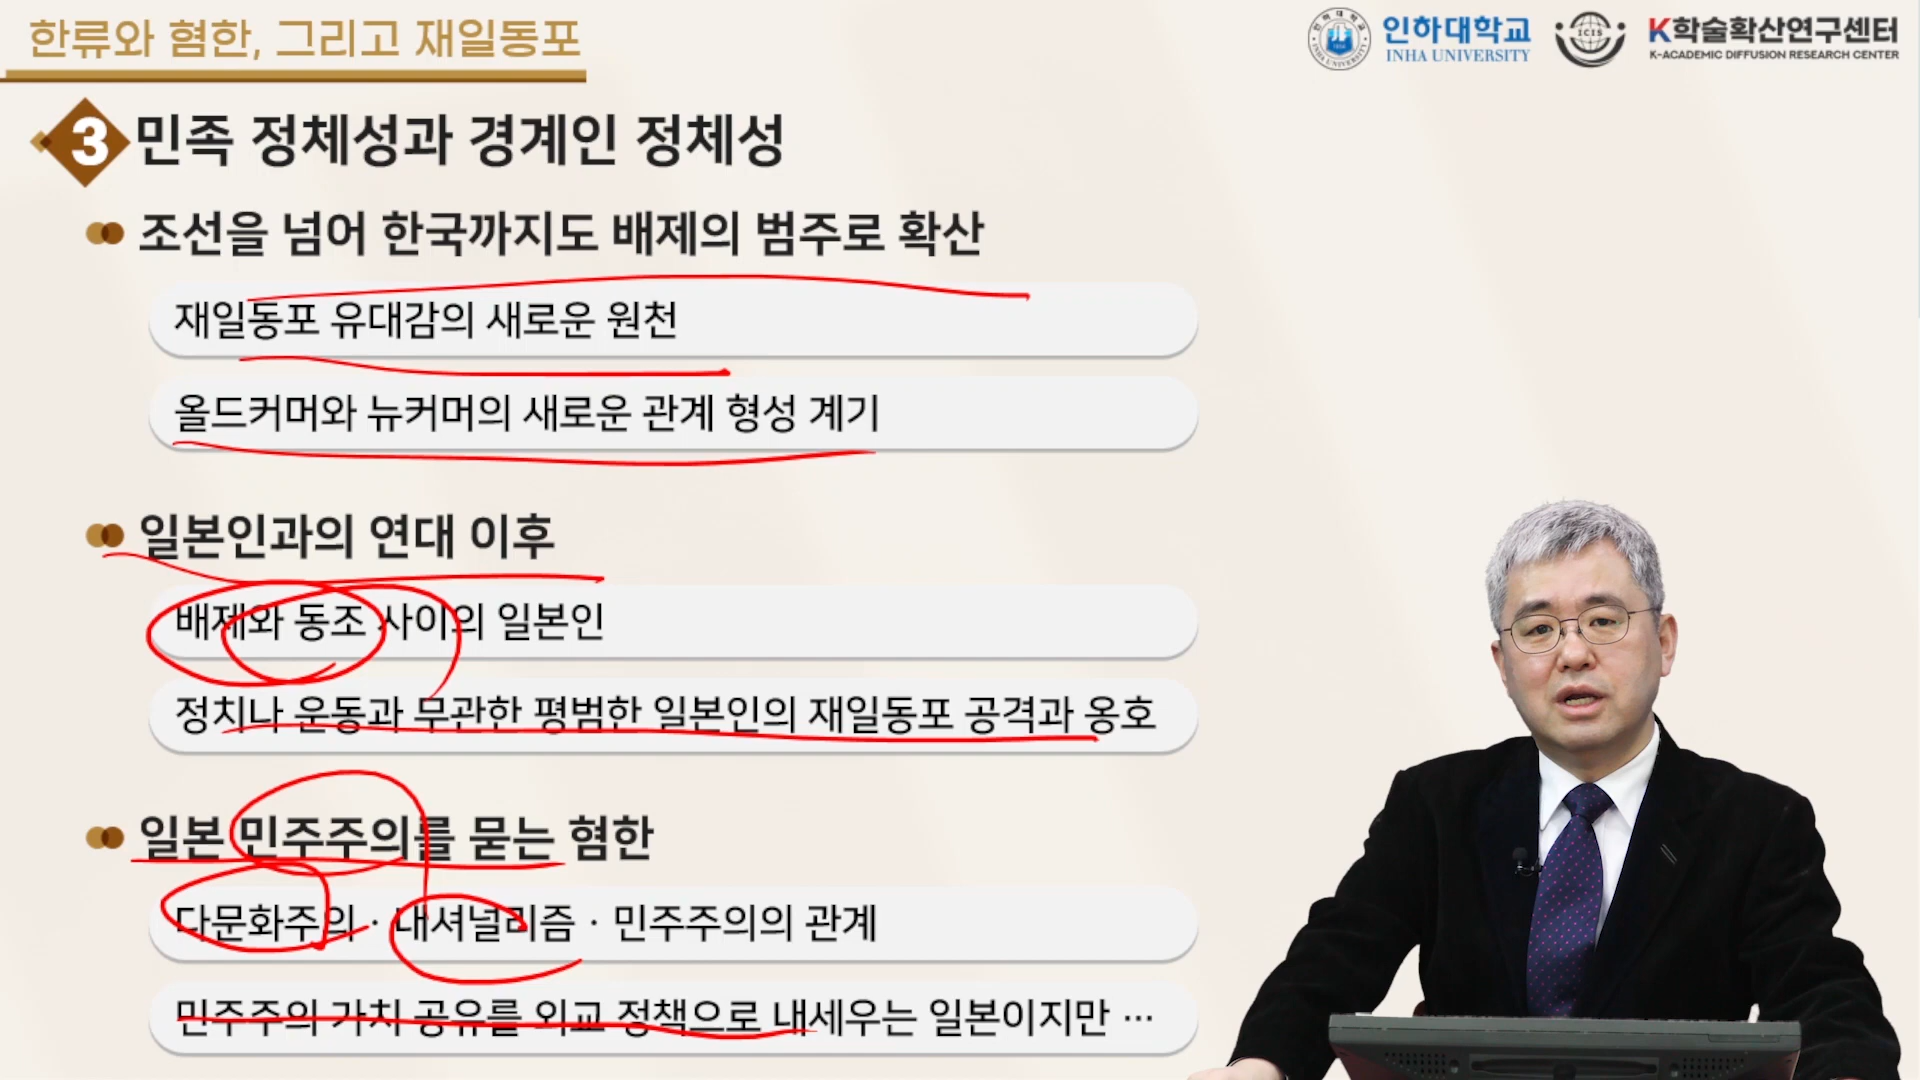 한류와 혐한, 그리고 재일동포
인하대학교
INHA UNIVERSITY
ICIS
K학술확산연구센터
K-ACADEMIC DIFFUSION RESEARCH CENTER
3 민족 정체성과 경계인 정체성
조선을 넘어 한국까지도 배제의 범주로 확산
재일동포 유대감의 새로운 원천
올드커머와 뉴커머의 새로운 관계 형성 계기
일본인과의 연대 이후
배제와 동조 사이의 일본인
정치나 운동과 무관한 평범한 일본인의 재일동포 공격과 옹호
일본 민주주의를 묻는 혐한
다문화주의 · 내셔널리즘 · 민주주의의 관계
민주주의 가치 공유를 외교 정책으로 내세우는 일본이지만 …